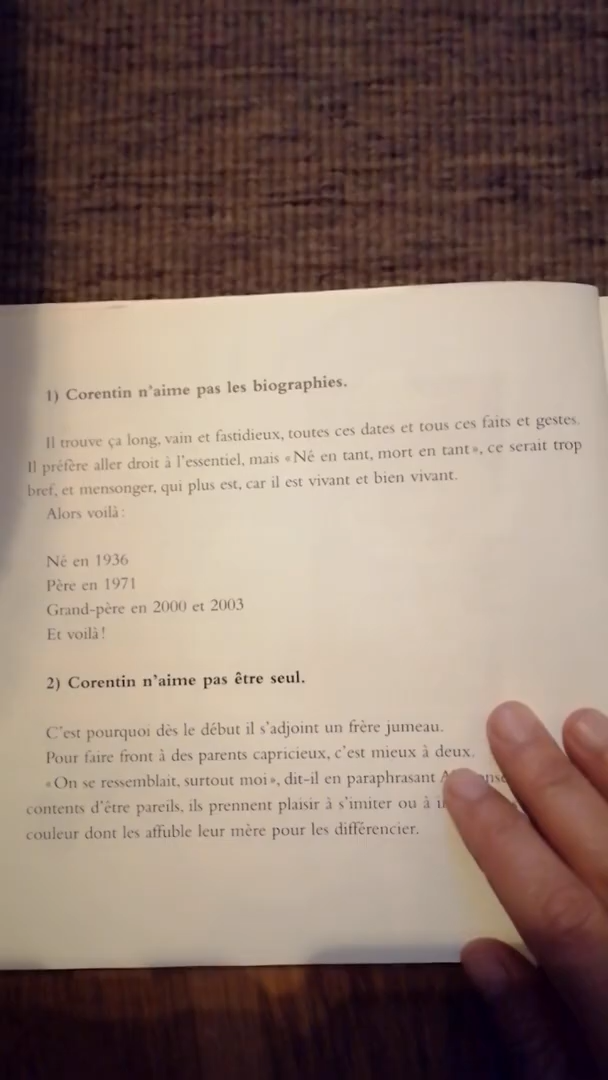 1) Corentin n'aime pas les biographies.
Il trouve ça long, vain et fastidieux, toutes ces dates et tous ces faits et gestes.
Il préfère aller droit à l'essentiel, mais «Né en tant, mort en tant», ce serait trop
bref, et mensonger, qui plus est, car il est vivant et bien vivant.
Alors voilà :
Né en 1936
Père en 1971
Grand-père en 2000 et 2003
Et voilà !
2) Corentin n'aime pas être seul.
C'est pourquoi dès le début il s'adjoint un frère jumeau.
Pour faire front à des parents capricieux, c'est mieux à deux.
«On se ressemblait, surtout moi», dit-il en paraphrasant
contents d'être pareils, ils prennent plaisir à s'imiter ou à
couleur dont les affuble leur mère pour les différencier.